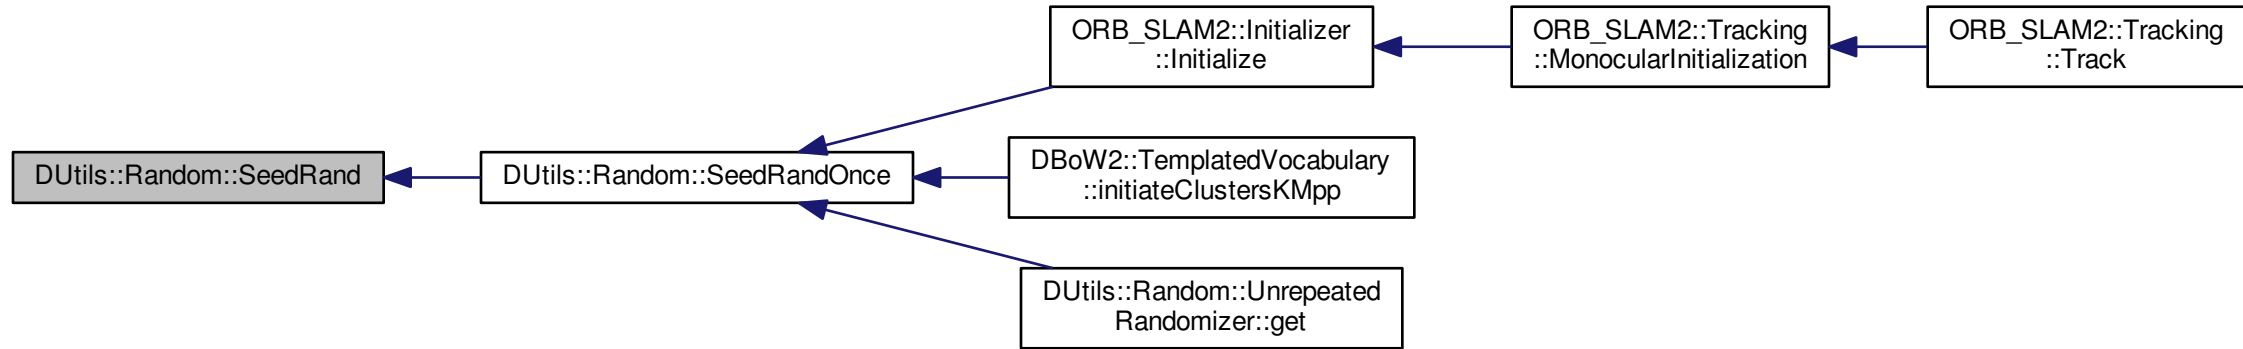 ORB_SLAM2::Initializer
::Initialize
ORB_SLAM2::Tracking
::MonocularInitialization
ORB_SLAM2::Tracking
::Track
DUtils::Random::SeedRand
DUtils::Random::SeedRandOnce
DBoW2::TemplatedVocabulary
::initiateClustersKMpp
DUtils::Random::Unrepeated
Randomizer::get